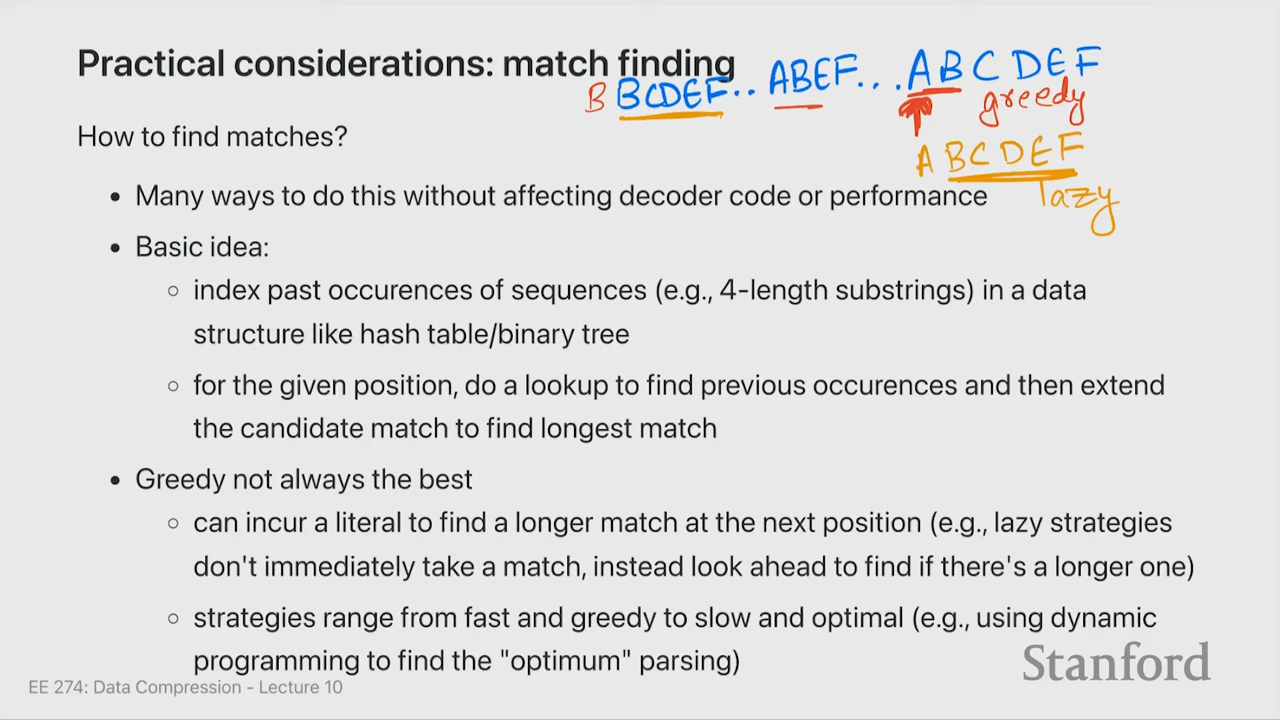 Practical considerations: match finding
B BCDEF.. ABEF... ABCDEF
greedy
ABCDEF
lazy
How to find matches?
• Many ways to do this without affecting decoder code or performance
• Basic idea:
◦ index past occurences of sequences (e.g., 4-length substrings) in a data
structure like hash table/binary tree
◦ for the given position, do a lookup to find previous occurences and then extend
the candidate match to find longest match
• Greedy not always the best
◦ can incur a literal to find a longer match at the next position (e.g., lazy strategies
don't immediately take a match, instead look ahead to find if there's a longer one)
◦ strategies range from fast and greedy to slow and optimal (e.g., using dynamic
programming to find the "optimum" parsing)
Stanford
EE 274: Data Compression - Lecture 10